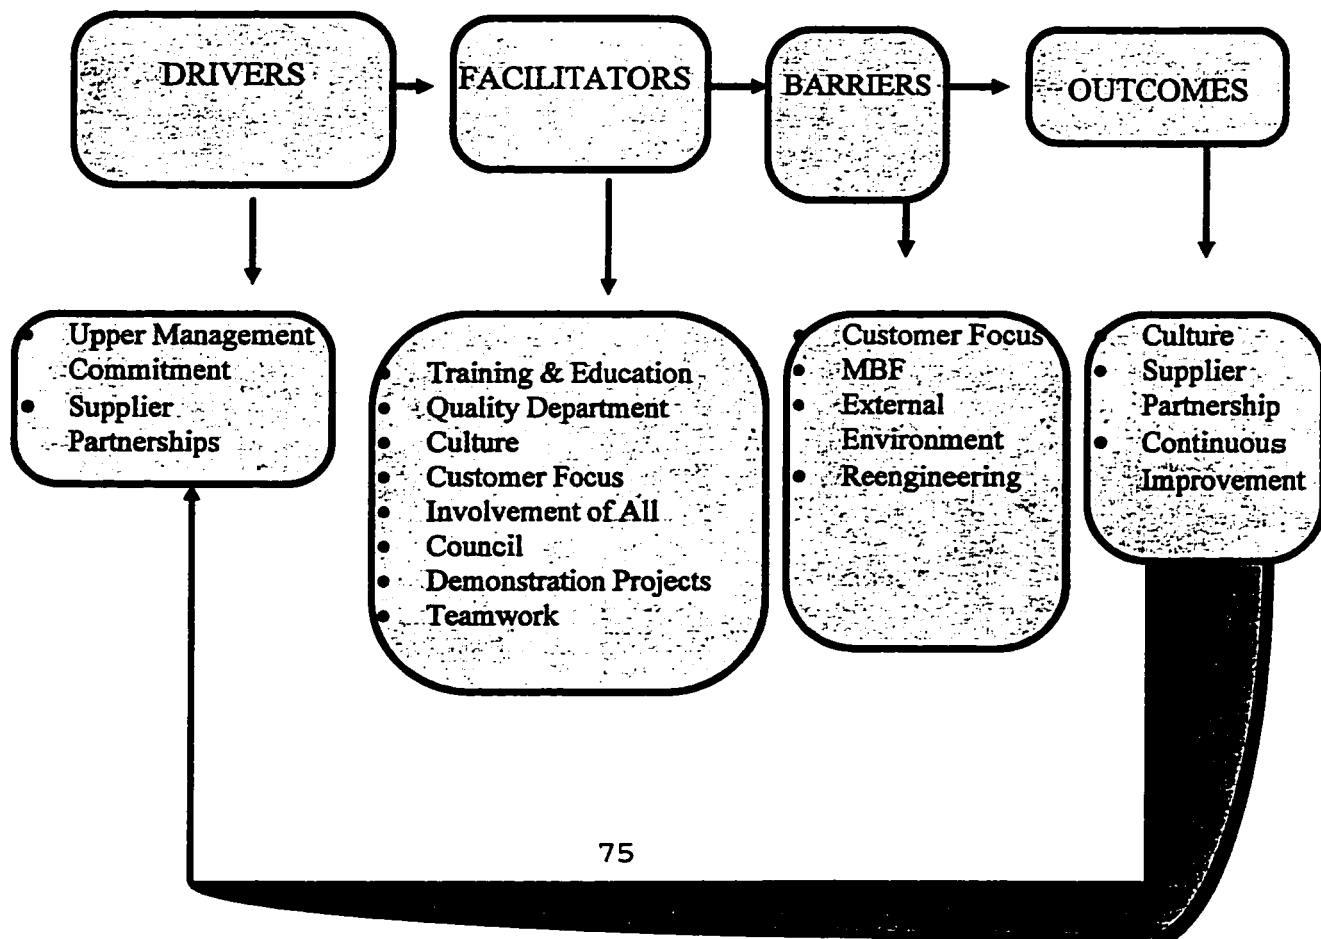 DRIVERS
FACILITATORS
BARRIERS
OUTCOMES
• Upper Management
Commitment
• Supplier
Partnerships
• Training & Education
• Quality Department
• Culture
• Customer Focus
• Involvement of All
• Council
• Demonstration Projects
• Teamwork
• Customer Focus
• MBF
• External
Environment
• Reengineering
• Culture
• Supplier
Partnership
• Continuous
Improvement
75